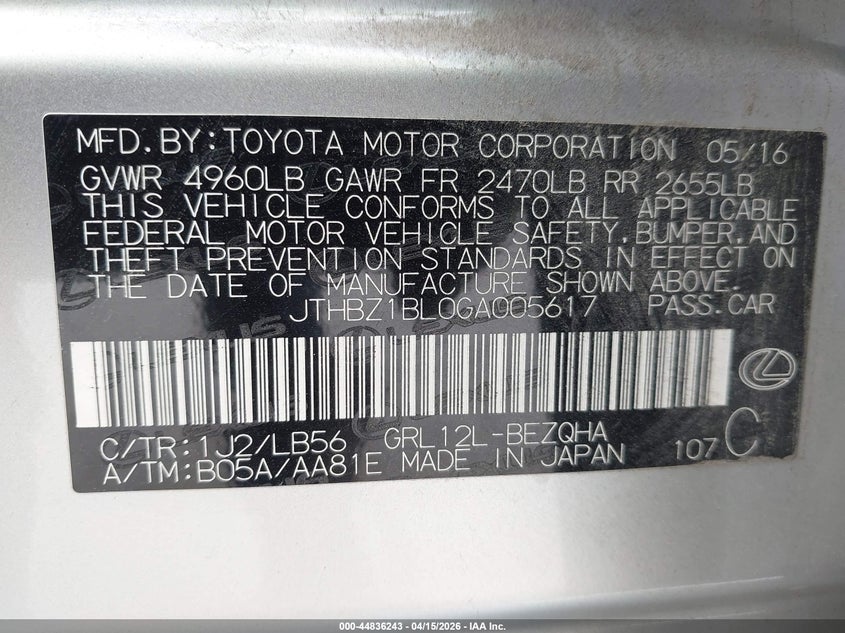 MFD.BY:TOYOTA MOTOR CORPORATION 05/16
GVWR 4960LB GAWR FR 2470LB RR 2655LB
THIS VEHICLE CONFORMS TO ALL APPLICABLE
FEDERAL MOTOR VEHICLE SAFETY,BUMPER,AND
THEFT PREVENTION STANDARDS IN EFFECT ON
THE DATE OF MANUFACTURE SHOWN ABOVE.
JTHBZ1BL0GA005617 PASS.CAR
C/TR:1J2/LB56 GRL12L-BEZQHA
A/TM:B05A/AA81E MADE IN JAPAN 107 C
000-44836243 - 04/15/2026 - IAA Inc.